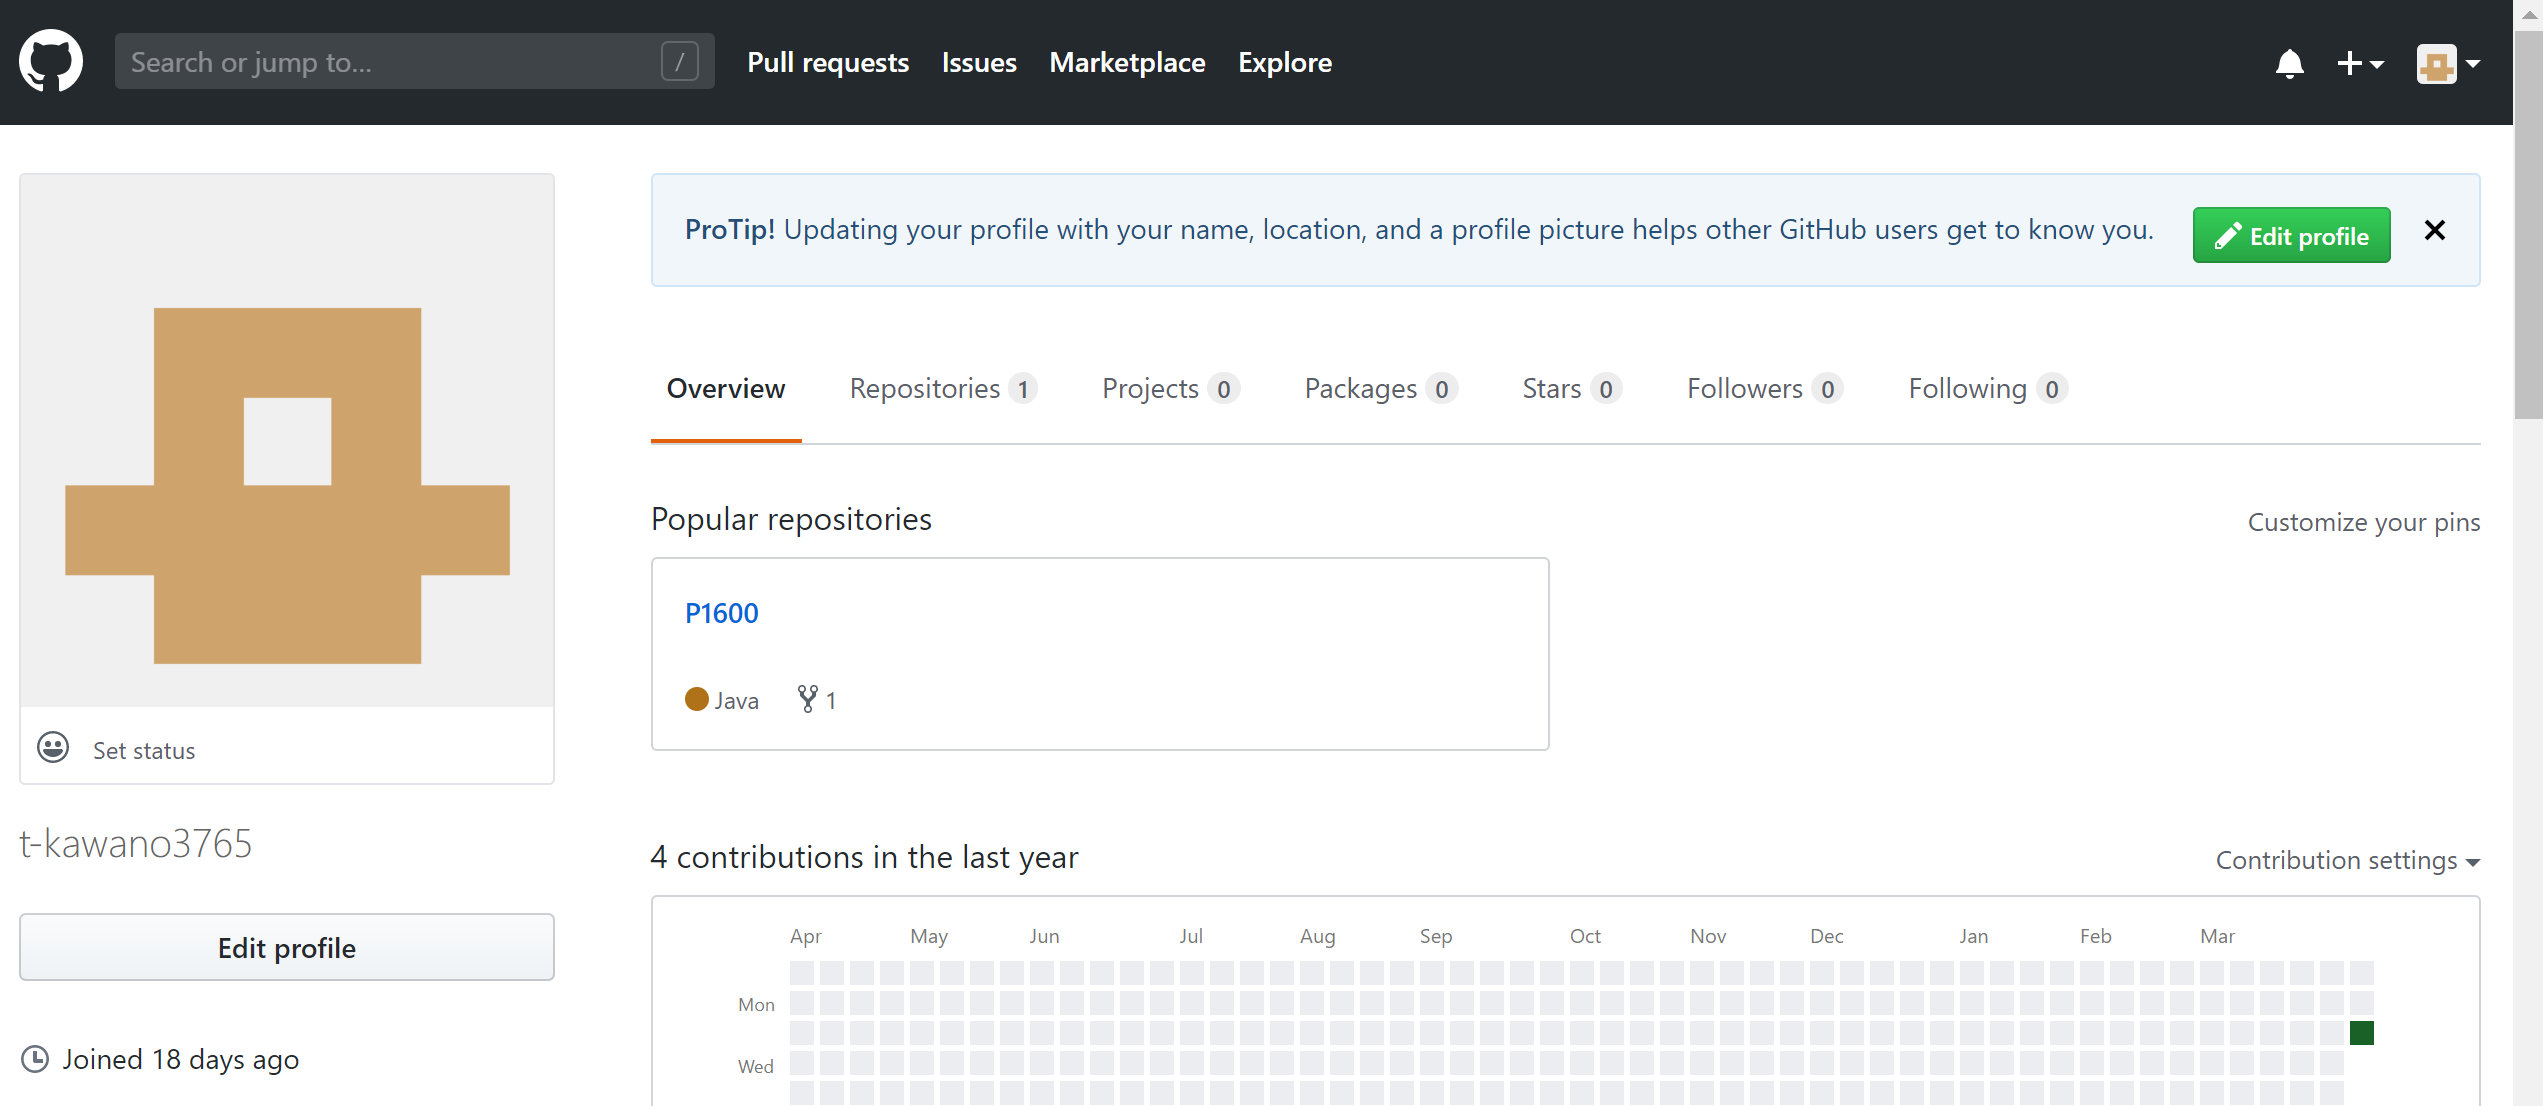 Search or jump to... /
Pull requests Issues Marketplace Explore
ProTip! Updating your profile with your name, location, and a profile picture helps other GitHub users get to know you.
Edit profile
Overview Repositories 1 Projects 0 Packages 0 Stars 0 Followers 0 Following 0
Popular repositories
Customize your pins
P1600
Java 1
Set status
t-kawano3765
Edit profile
Joined 18 days ago
4 contributions in the last year
Contribution settings
Apr May Jun Jul Aug Sep Oct Nov Dec Jan Feb Mar
Mon
Wed